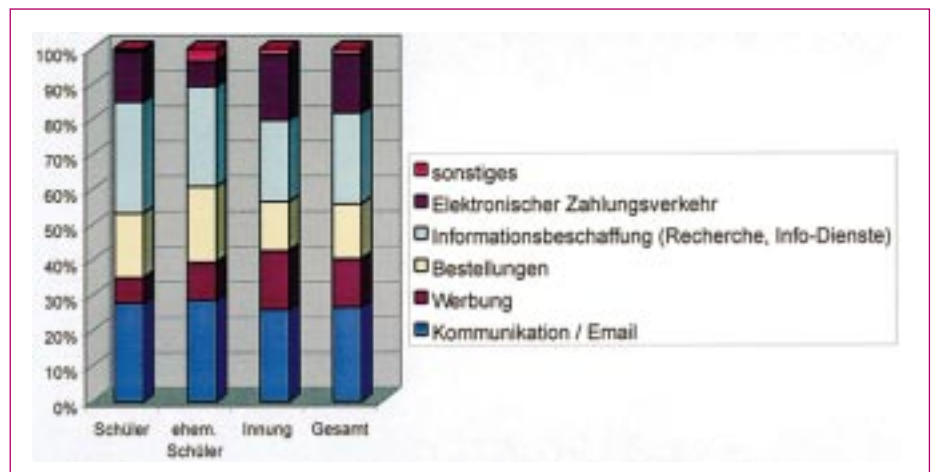 100%
90%
80%
70%
60%
50%
40%
30%
20%
10%
0%
Schüler
ehem.
Schüler
Innung
Gesamt
sonstiges
Elektronischer Zahlungsverkehr
Informationsbeschaffung (Recherche, Info-Dienste)
Bestellungen
Werbung
Kommunikation / Email